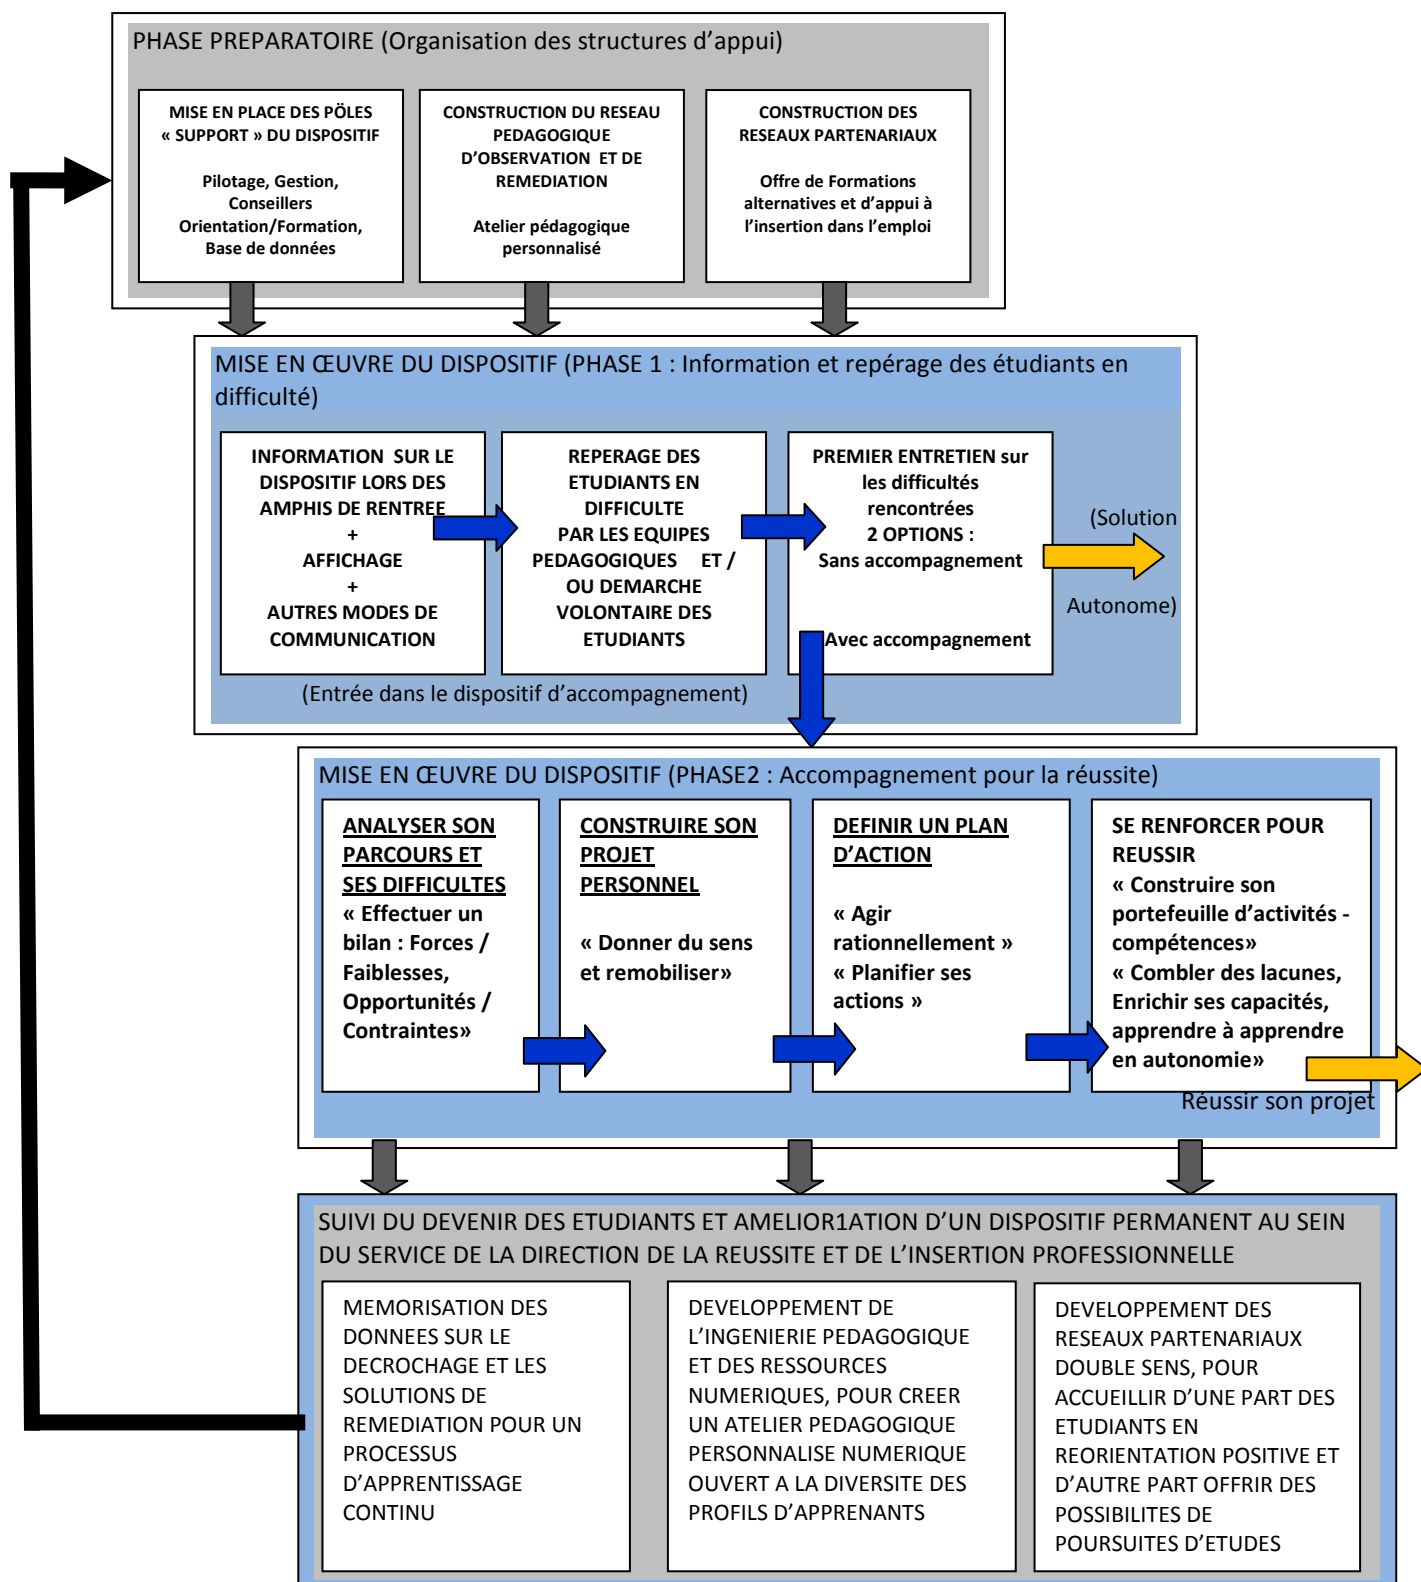 PHASE PREPARATOIRE (Organisation des structures d’appui)
MISE EN PLACE DES PÖLES
« SUPPORT » DU DISPOSITIF
Pilotage, Gestion,
Conseillers
Orientation/Formation,
Base de données
CONSTRUCTION DU RESEAU
PEDAGOGIQUE
D’OBSERVATION ET DE
REMEDIATION
Atelier pédagogique
personnalisé
CONSTRUCTION DES
RESEAUX PARTENARIAUX
Offre de Formations
alternatives et d’appui à
l’insertion dans l’emploi
MISE EN ŒUVRE DU DISPOSITIF (PHASE 1 : Information et repérage des étudiants en
difficulté)
INFORMATION SUR LE
DISPOSITIF LORS DES
AMPHIS DE RENTREE
+
AFFICHAGE
+
AUTRES MODES DE
COMMUNICATION
REPERAGE DES
ETUDIANTS EN
DIFFICULTE
PAR LES EQUIPES
PEDAGOGIQUES ET /
OU DEMARCHE
VOLONTAIRE DES
ETUDIANTS
PREMIER ENTRETIEN sur
les difficultés
rencontrées
2 OPTIONS :
Sans accompagnement
Avec accompagnement
(Solution
Autonome)
(Entrée dans le dispositif d’accompagnement)
MISE EN ŒUVRE DU DISPOSITIF (PHASE2 : Accompagnement pour la réussite)
ANALYSER SON
PARCOURS ET
SES DIFFICULTES
« Effectuer un
bilan : Forces /
Faiblesses,
Opportunités /
Contraintes»
CONSTRUIRE SON
PROJET
PERSONNEL
« Donner du sens
et remobiliser»
DEFINIR UN PLAN
D’ACTION
« Agir
rationnellement »
« Planifier ses
actions »
SE RENFORCER POUR
REUSSIR
« Construire son
portefeuille d’activités -
compétences»
« Combler des lacunes,
Enrichir ses capacités,
apprendre à apprendre
en autonomie»
Réussir son projet
SUIVI DU DEVENIR DES ETUDIANTS ET AMELIOR1ATION D’UN DISPOSITIF PERMANENT AU SEIN
DU SERVICE DE LA DIRECTION DE LA REUSSITE ET DE L’INSERTION PROFESSIONNELLE
MEMORISATION DES
DONNEES SUR LE
DECROCHAGE ET LES
SOLUTIONS DE
REMEDIATION POUR UN
PROCESSUS
D’APPRENTISSAGE
CONTINU
DEVELOPPEMENT DE
L’INGENIERIE PEDAGOGIQUE
ET DES RESSOURCES
NUMERIQUES, POUR CREER
UN ATELIER PEDAGOGIQUE
PERSONNALISE NUMERIQUE
OUVERT A LA DIVERSITE DES
PROFILS D’APPRENANTS
DEVELOPPEMENT DES
RESEAUX PARTENARIAUX
DOUBLE SENS, POUR
ACCUEILLIR D’UNE PART DES
ETUDIANTS EN
REORIENTATION POSITIVE ET
D’AUTRE PART OFFRIR DES
POSSIBILITES DE
POURSUITES D’ETUDES